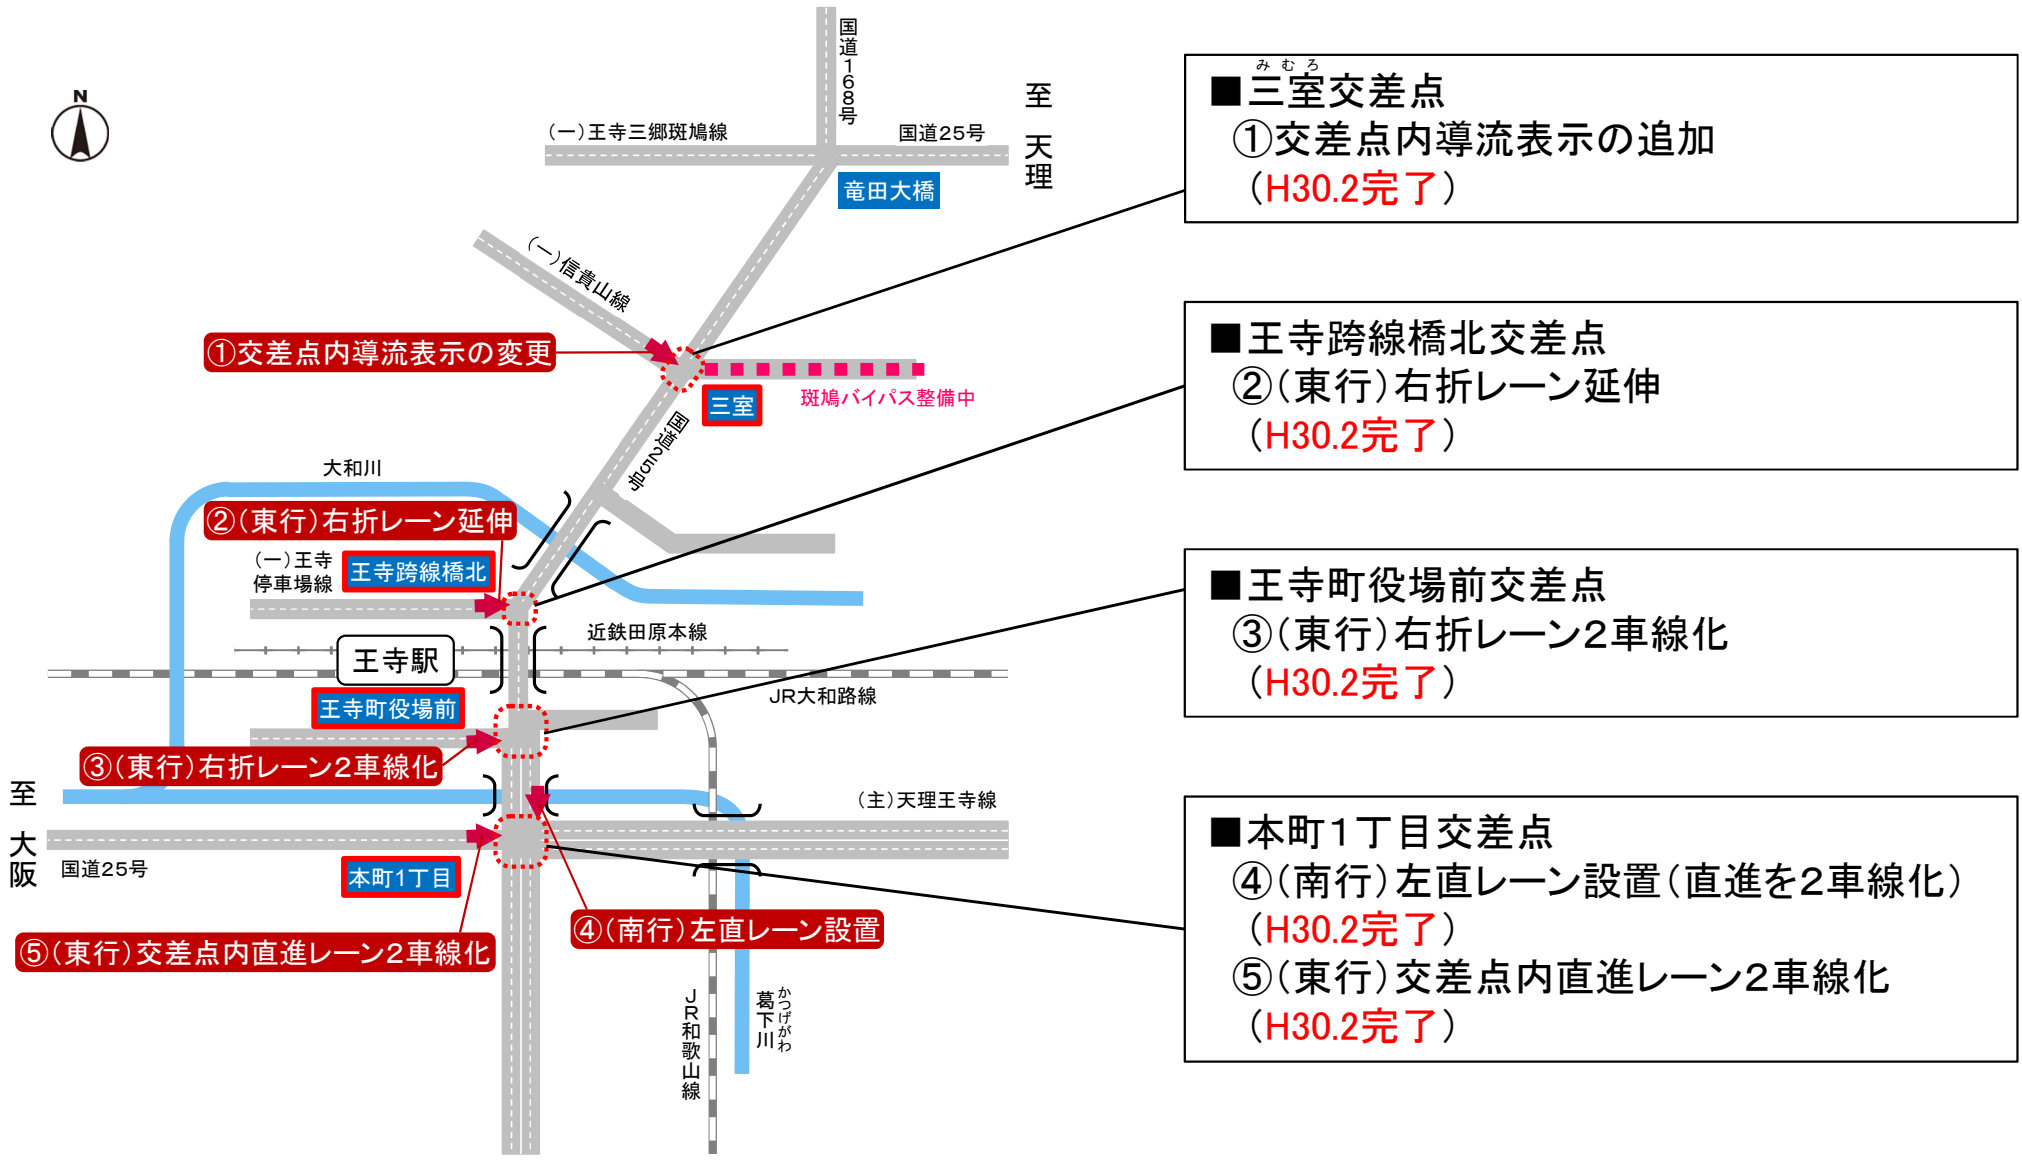 N
国道168号
至 天理
(一)王寺三郷斑鳩線
国道25号
竜田大橋
(一)信貴山線
①交差点内導流表示の変更
三室
斑鳩バイパス整備中
国道25号
大和川
②(東行)右折レーン延伸
(一)王寺
停車場線
王寺跨線橋北
近鉄田原本線
王寺駅
JR大和路線
王寺町役場前
③(東行)右折レーン2車線化
至 大阪
(主)天理王寺線
国道25号
本町1丁目
④(南行)左直レーン設置
⑤(東行)交差点内直進レーン2車線化
JR和歌山線
葛下川
かつげがわ
みむろ
■三室交差点
①交差点内導流表示の追加
(H30.2完了)
■王寺跨線橋北交差点
②(東行)右折レーン延伸
(H30.2完了)
■王寺町役場前交差点
③(東行)右折レーン2車線化
(H30.2完了)
■本町1丁目交差点
④(南行)左直レーン設置(直進を2車線化)
(H30.2完了)
⑤(東行)交差点内直進レーン2車線化
(H30.2完了)